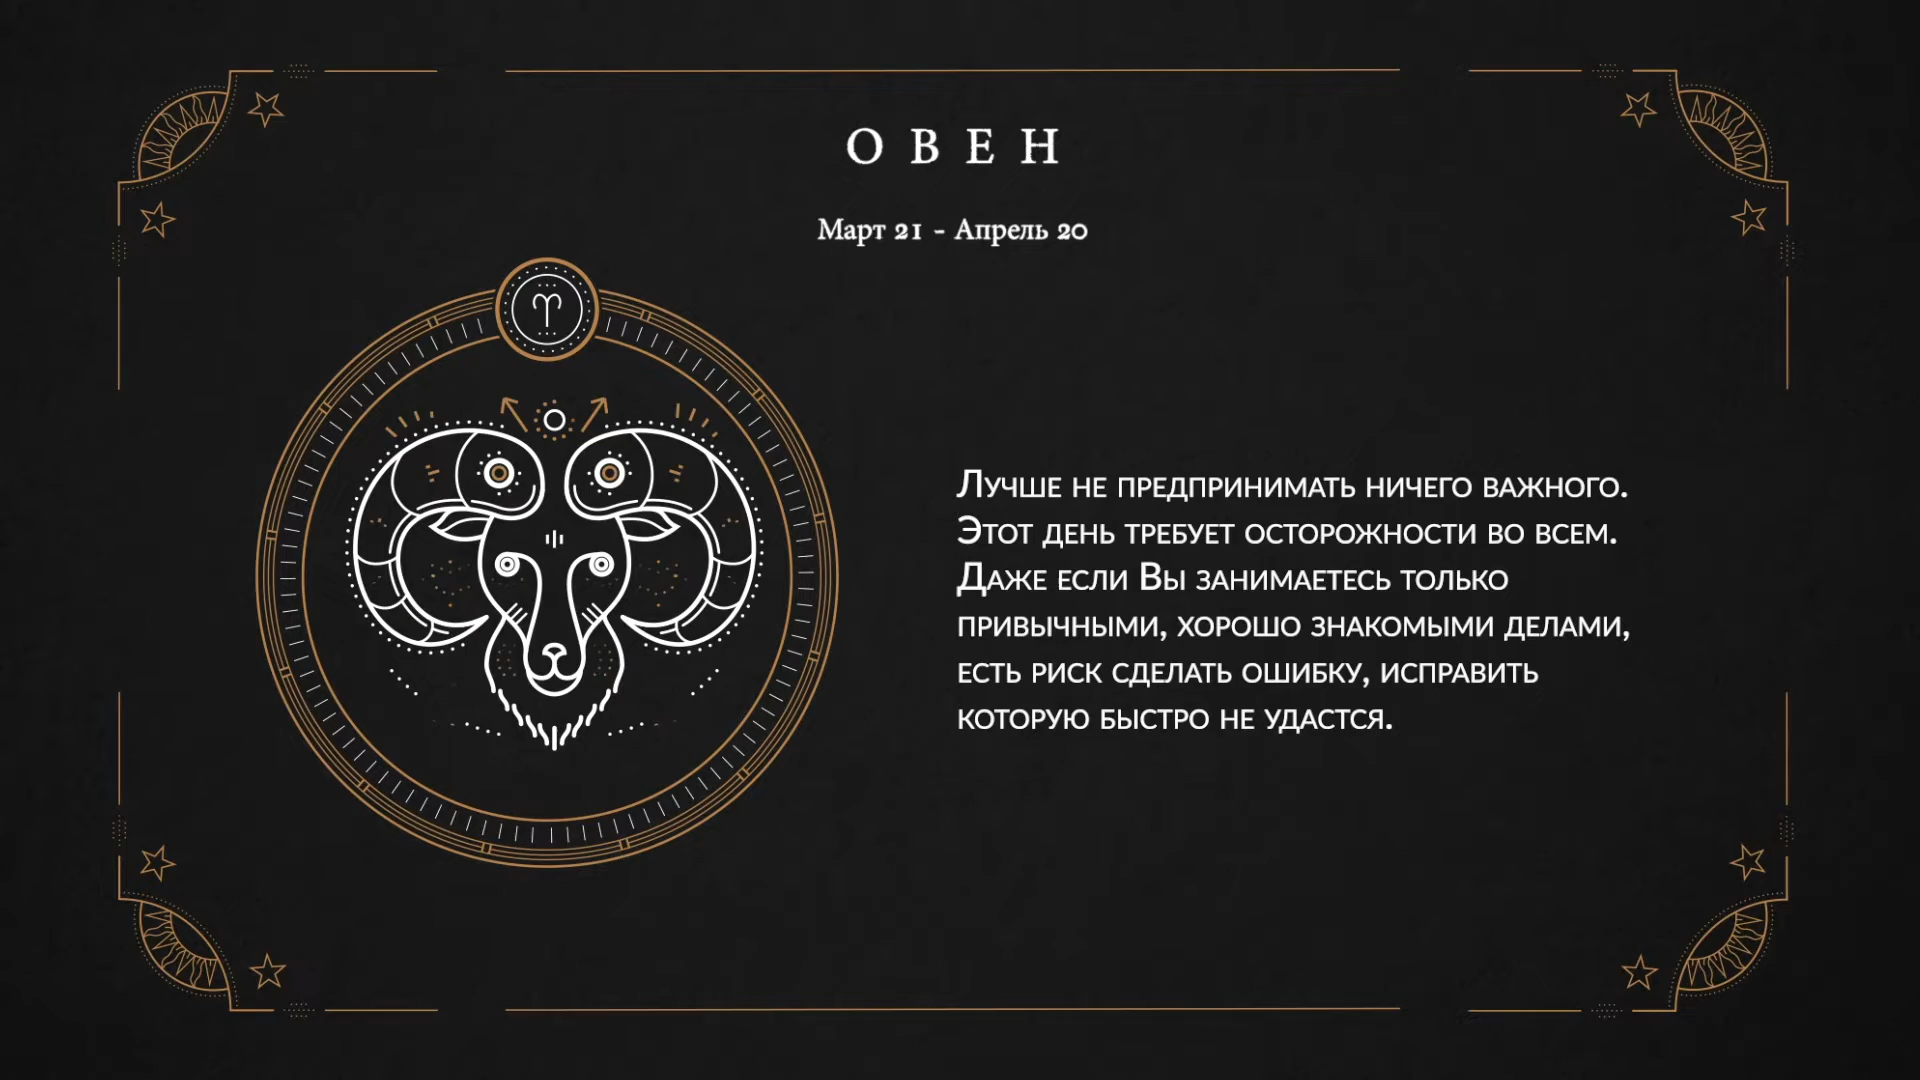 ОВЕН
Март 21 - Апрель 20
Лучше не предпринимать ничего важного.
Этот день требует осторожности во всем.
Даже если Вы занимаетесь только
привычными, хорошо знакомыми делами,
есть риск сделать ошибку, исправить
которую быстро не удастся.